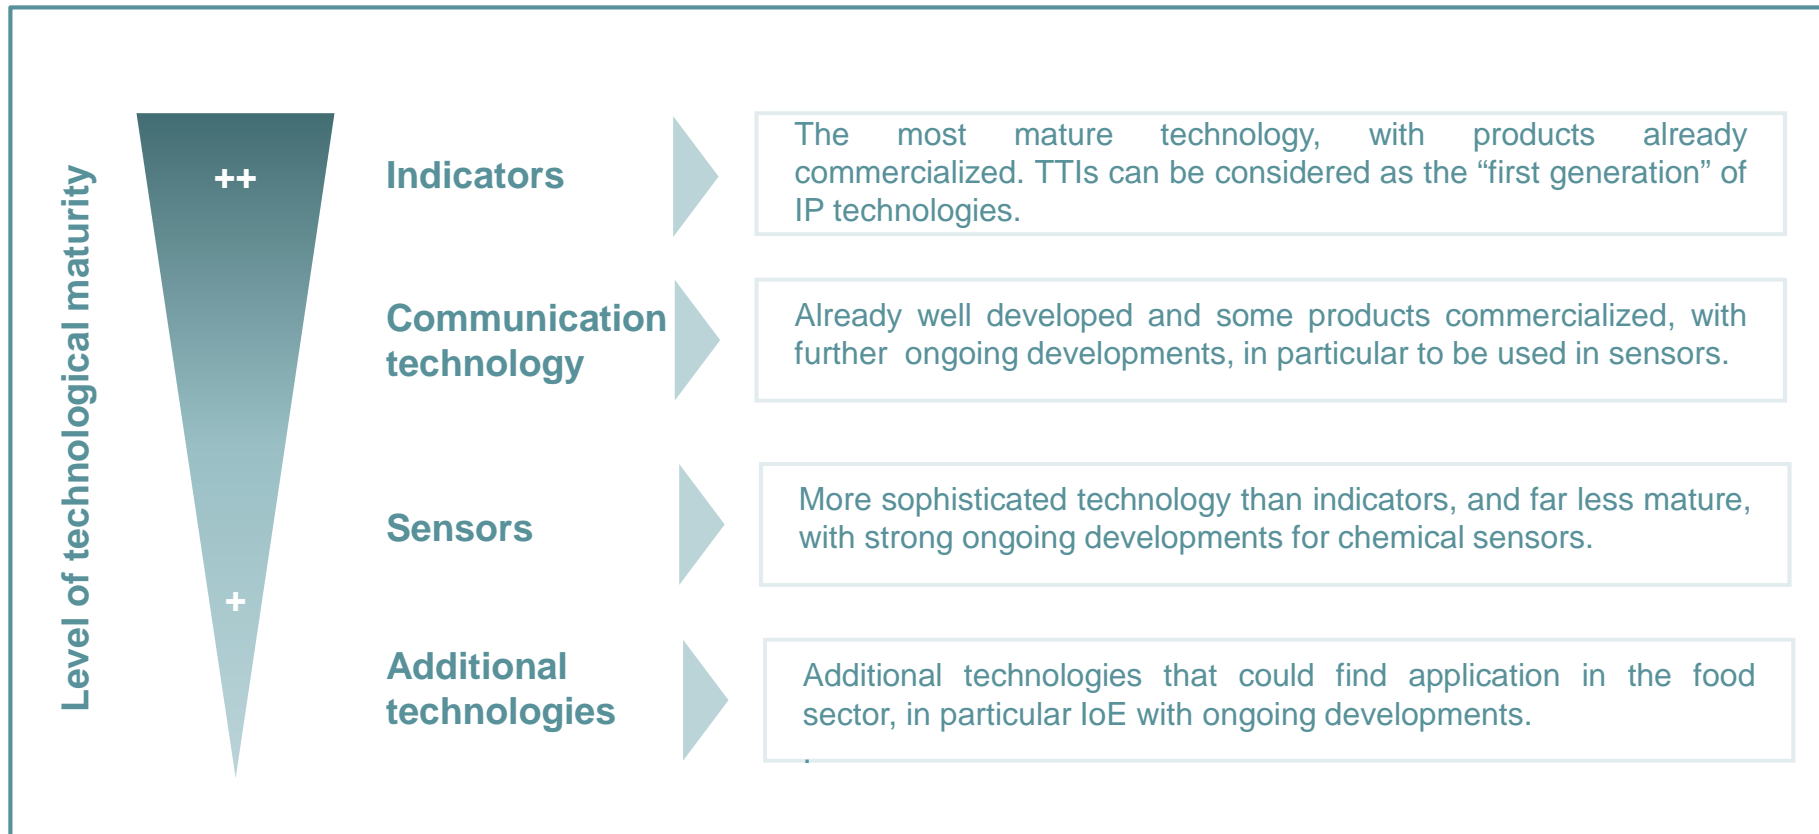 Level of technological maturity
++
+
Indicators
The most mature technology, with products already
commercialized. TTIs can be considered as the “first generation” of
IP technologies.
Communication
technology
Already well developed and some products commercialized, with
further ongoing developments, in particular to be used in sensors.
Sensors
More sophisticated technology than indicators, and far less mature,
with strong ongoing developments for chemical sensors.
Additional
technologies
Additional technologies that could find application in the food
sector, in particular IoE with ongoing developments.
.